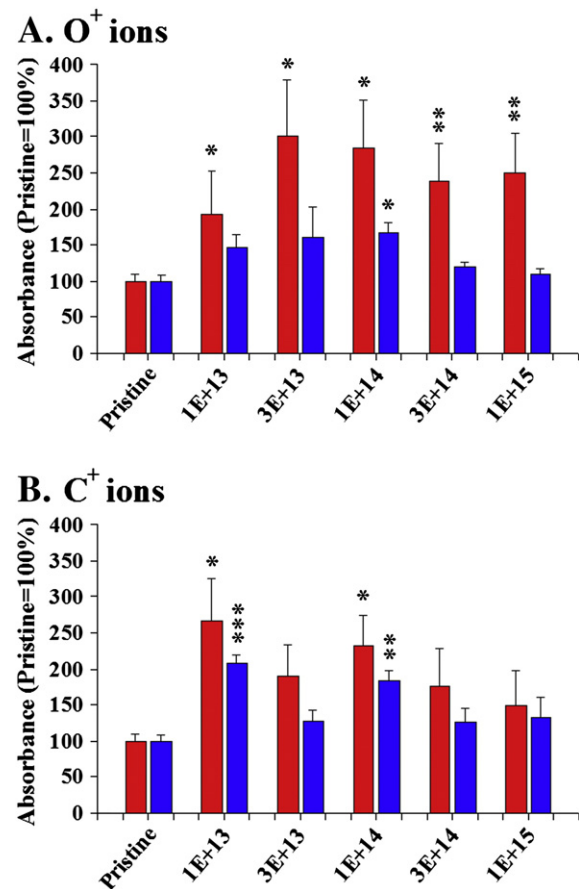 A. O+ ions
Absorbance (Pristine=100%)
400
350
300
250
200
150
100
50
0
*
*
*
*
**
**
Pristine
1E+13
3E+13
1E+14
3E+14
1E+15
B. C+ ions
Absorbance (Pristine=100%)
400
350
300
250
200
150
100
50
0
*
***
*
**
Pristine
1E+13
3E+13
1E+14
3E+14
1E+15